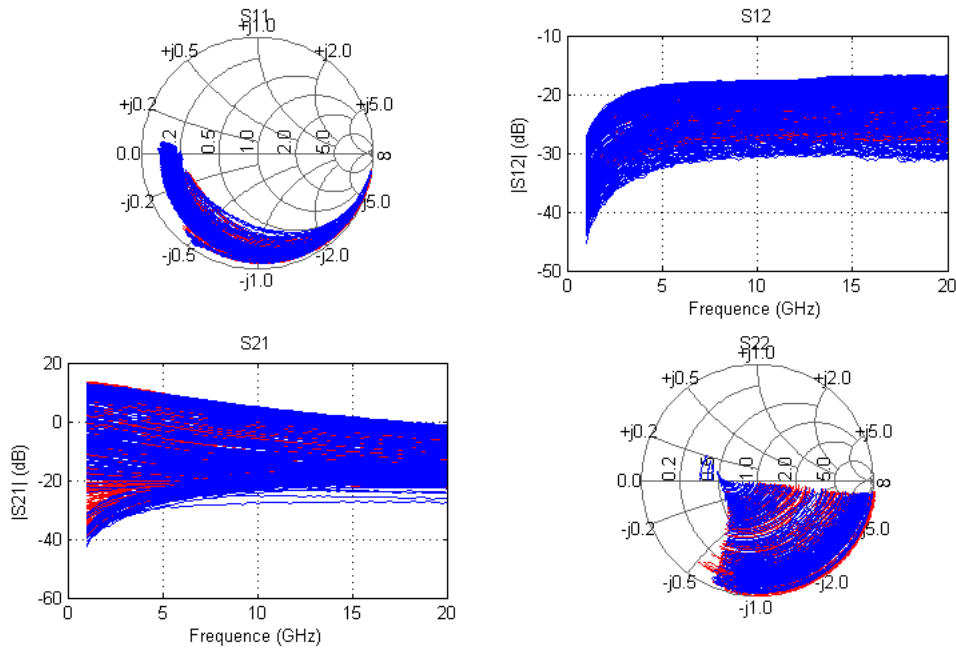 S11
+j1.0
+j0.5
+j2.0
+j0.2
+j5.0
0.0
0.2
0.5
1.0
2.0
5.0
∞
-j0.2
-j5.0
-j0.5
-j2.0
-j1.0
S12
-10
-20
-30
-40
-50
|S12| (dB)
0
5
10
15
20
Frequence (GHz)
S21
20
0
-20
-40
-60
|S21| (dB)
0
5
10
15
20
Frequence (GHz)
S22
+j1.0
+j0.5
+j2.0
+j0.2
+j5.0
0.0
0.2
0.5
1.0
2.0
5.0
∞
-j0.2
-j5.0
-j0.5
-j2.0
-j1.0